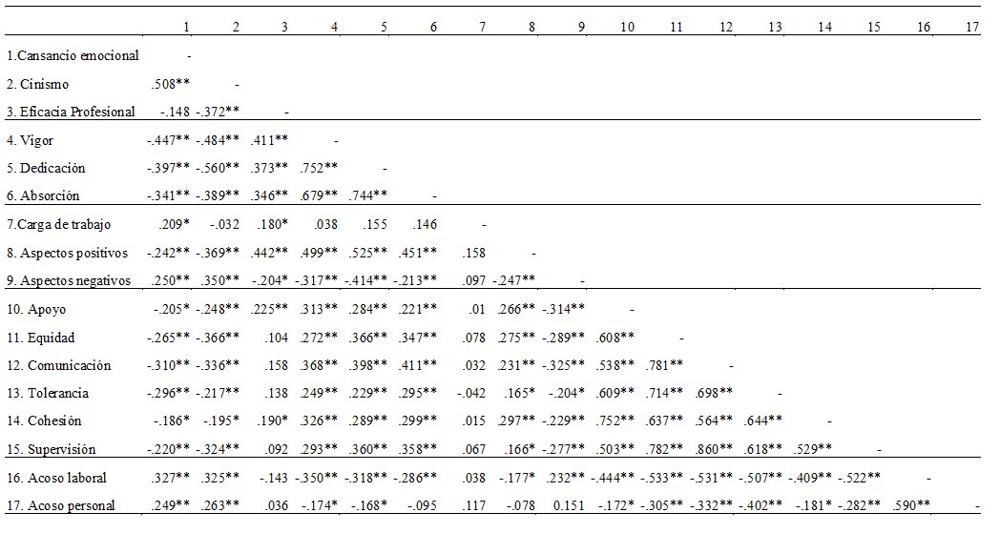 1 2 3 4 5 6 7 8 9 10 11 12 13 14 15 16 17
1.Cansancio emocional -
2. Cinismo .508** -
3. Eficacia Profesional -.148 -.372** -
4. Vigor -.447** -.484** .411** -
5. Dedicación -.397** -.560** .373** .752** -
6. Absorción -.341** -.389** .346** .679** .744** -
7.Carga de trabajo .209* -.032 .180* .038 .155 .146 -
8. Aspectos positivos -.242** -.369** .442** .499** .525** .451** .158 -
9. Aspectos negativos .250** .350** -.204* -.317** -.414** -.213** .097 -.247** -
10. Apoyo -.205* -.248** .225** .313** .284** .221** .01 .266** -.314** -
11. Equidad -.265** -.366** .104 .272** .366** .347** .078 .275** -.289** .608** -
12. Comunicación -.310** -.336** .158 .368** .398** .411** .032 .231** -.325** .538** .781** -
13. Tolerancia -.296** -.217** .138 .249** .229** .295** -.042 .165* -.204* .609** .714** .698** -
14. Cohesión -.186* -.195* .190* .326** .289** .299** .015 .297** -.229** .752** .637** .564** .644** -
15. Supervisión -.220** -.324** .092 .293** .360** .358** .067 .166* -.277** .503** .782** .860** .618** .529** -
16. Acoso laboral .327** .325** -.143 -.350** -.318** -.286** .038 -.177* .232** -.444** -.533** -.531** -.507** -.409** -.522** -
17. Acoso personal .249** .263** .036 -.174* -.168* -.095 .117 -.078 0.151 -.172* -.305** -.332** -.402** -.181* -.282** .590** -